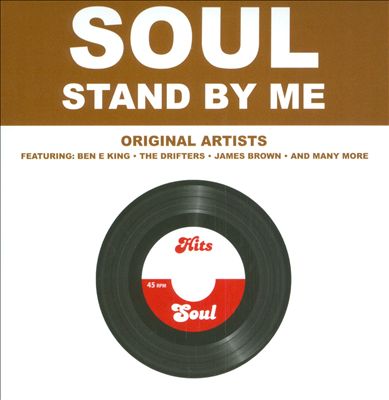 SOUL
STAND BY ME
ORIGINAL ARTISTS
FEATURING: BEN E KING • THE DRIFTERS • JAMES BROWN • AND MANY MORE
Hits
45 RPM
Soul